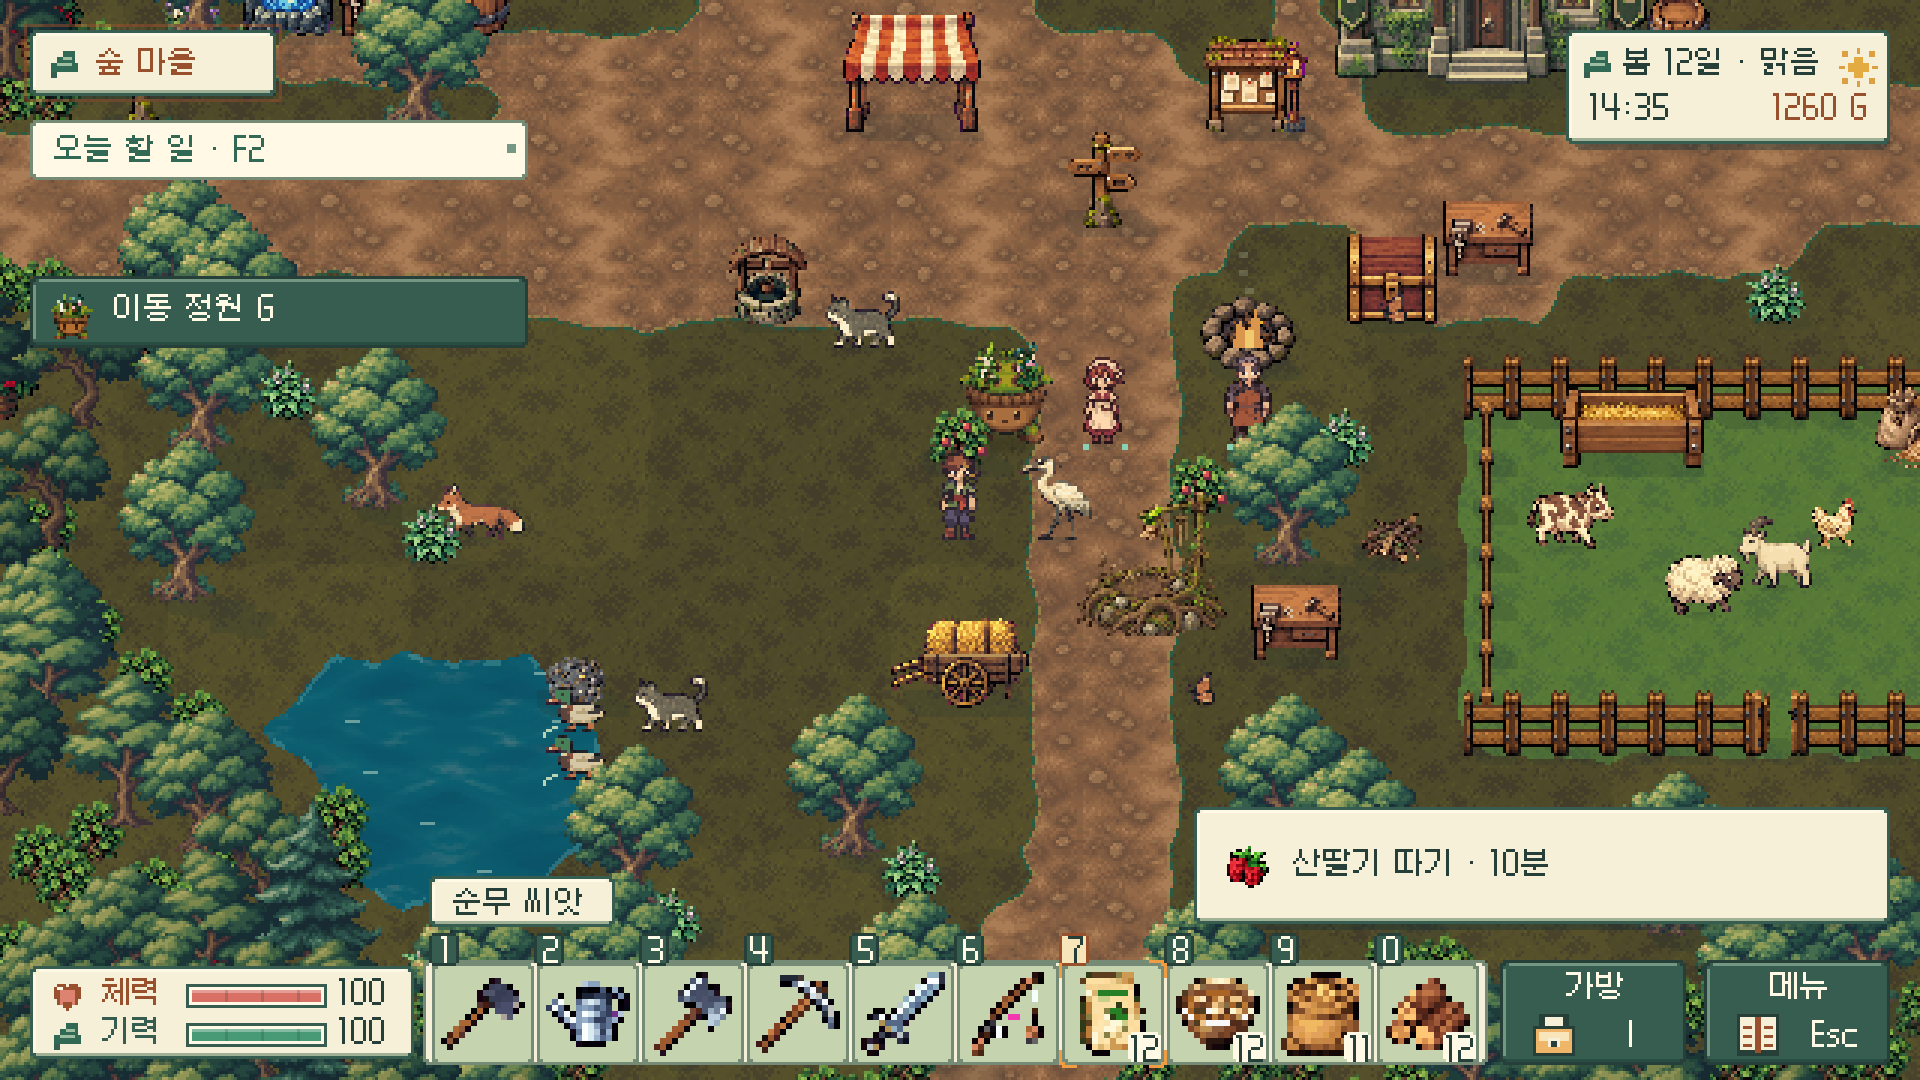 숲 마을
봄 12일 · 맑음
14:35 1260 G
오늘 할 일 · F2
이동 정원 G
산딸기 따기 · 10분
순무 씨앗
1 2 3 4 5 6 7 8 9 0
12 12 11 12
체력 100
기력 100
가방
I
메뉴
Esc